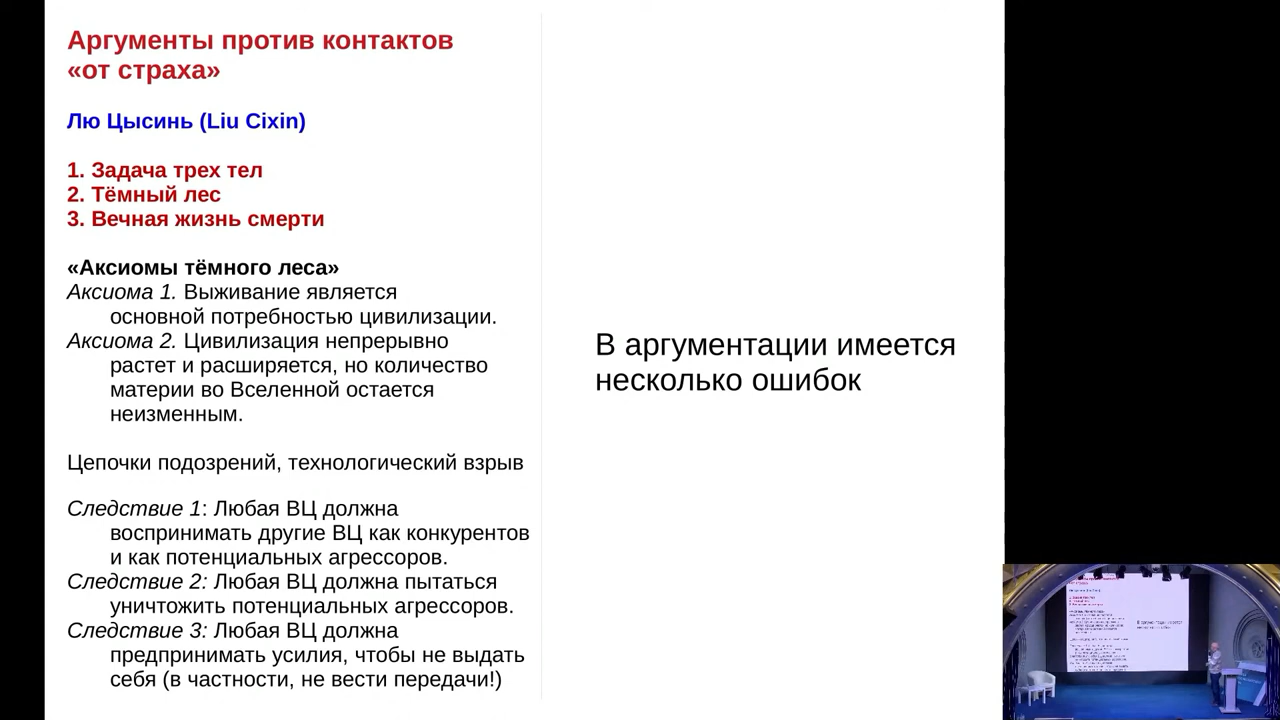 Аргументы против контактов
«от страха»
Лю Цысинь (Liu Cixin)
1. Задача трех тел
2. Тёмный лес
3. Вечная жизнь смерти
«Аксиомы тёмного леса»
Аксиома 1. Выживание является
основной потребностью цивилизации.
Аксиома 2. Цивилизация непрерывно
растет и расширяется, но количество
материи во Вселенной остается
неизменным.
Цепочки подозрений, технологический взрыв
Следствие 1: Любая ВЦ должна
воспринимать другие ВЦ как конкурентов
и как потенциальных агрессоров.
Следствие 2: Любая ВЦ должна пытаться
уничтожить потенциальных агрессоров.
Следствие 3: Любая ВЦ должна
предпринимать усилия, чтобы не выдать
себя (в частности, не вести передачи!)
В аргументации имеется
несколько ошибок